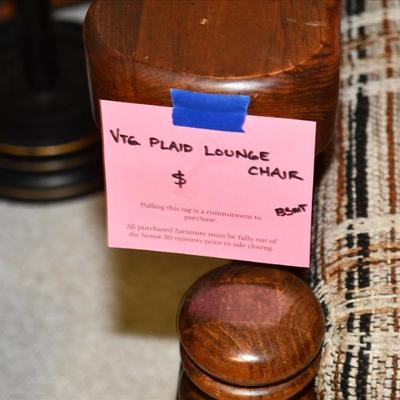 VTG PLAID LOUNGE
CHAIR
$
BSMT
Pulling this tag is a commitment to
purchase.
All purchased furniture must be fully out of
the house 30 minutes prior to sale closing.